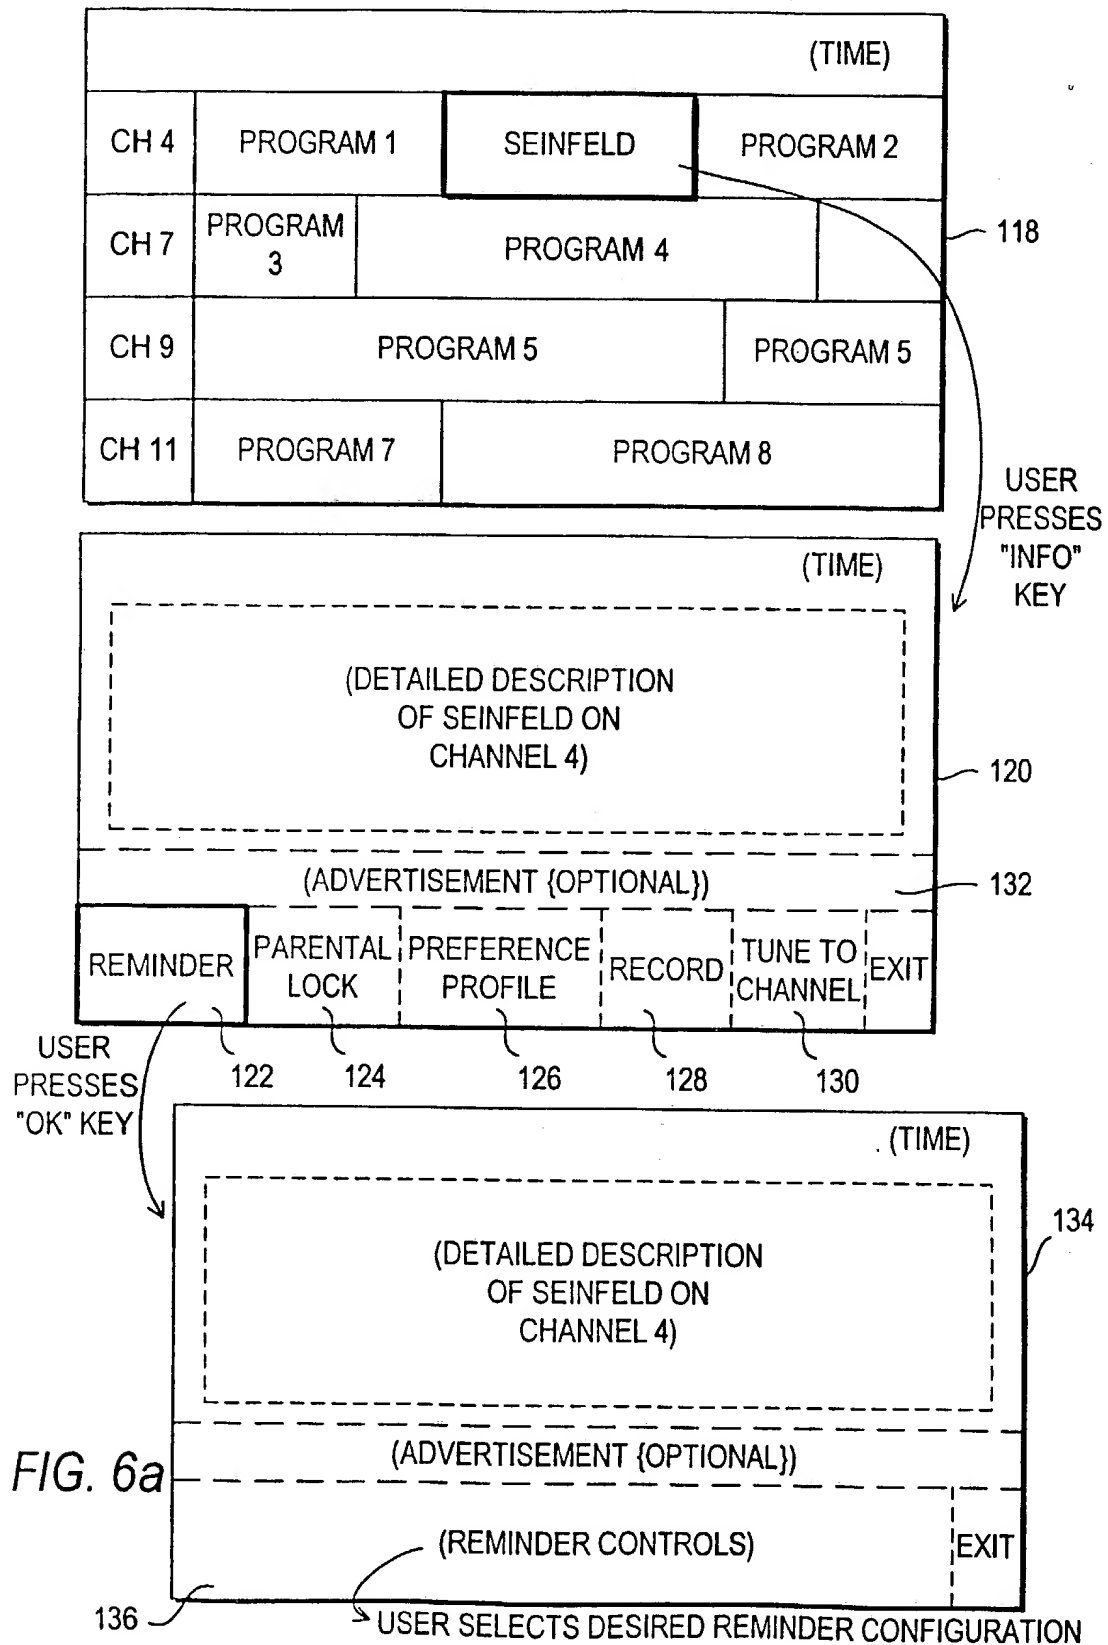 (TIME)
CH 4 PROGRAM 1 SEINFELD PROGRAM 2
CH 7 PROGRAM 3 PROGRAM 4
118
CH 9 PROGRAM 5 PROGRAM 5
CH 11 PROGRAM 7 PROGRAM 8
USER
PRESSES
"INFO"
KEY
(TIME)
(DETAILED DESCRIPTION
OF SEINFELD ON
CHANNEL 4)
120
(ADVERTISEMENT {OPTIONAL})
132
REMINDER
PARENTAL
LOCK
PREFERENCE
PROFILE
RECORD
TUNE TO
CHANNEL
EXIT
122 124 126 128 130
USER
PRESSES
"OK" KEY
(TIME)
134
(DETAILED DESCRIPTION
OF SEINFELD ON
CHANNEL 4)
(ADVERTISEMENT {OPTIONAL})
FIG. 6a
(REMINDER CONTROLS)
EXIT
136
USER SELECTS DESIRED REMINDER CONFIGURATION